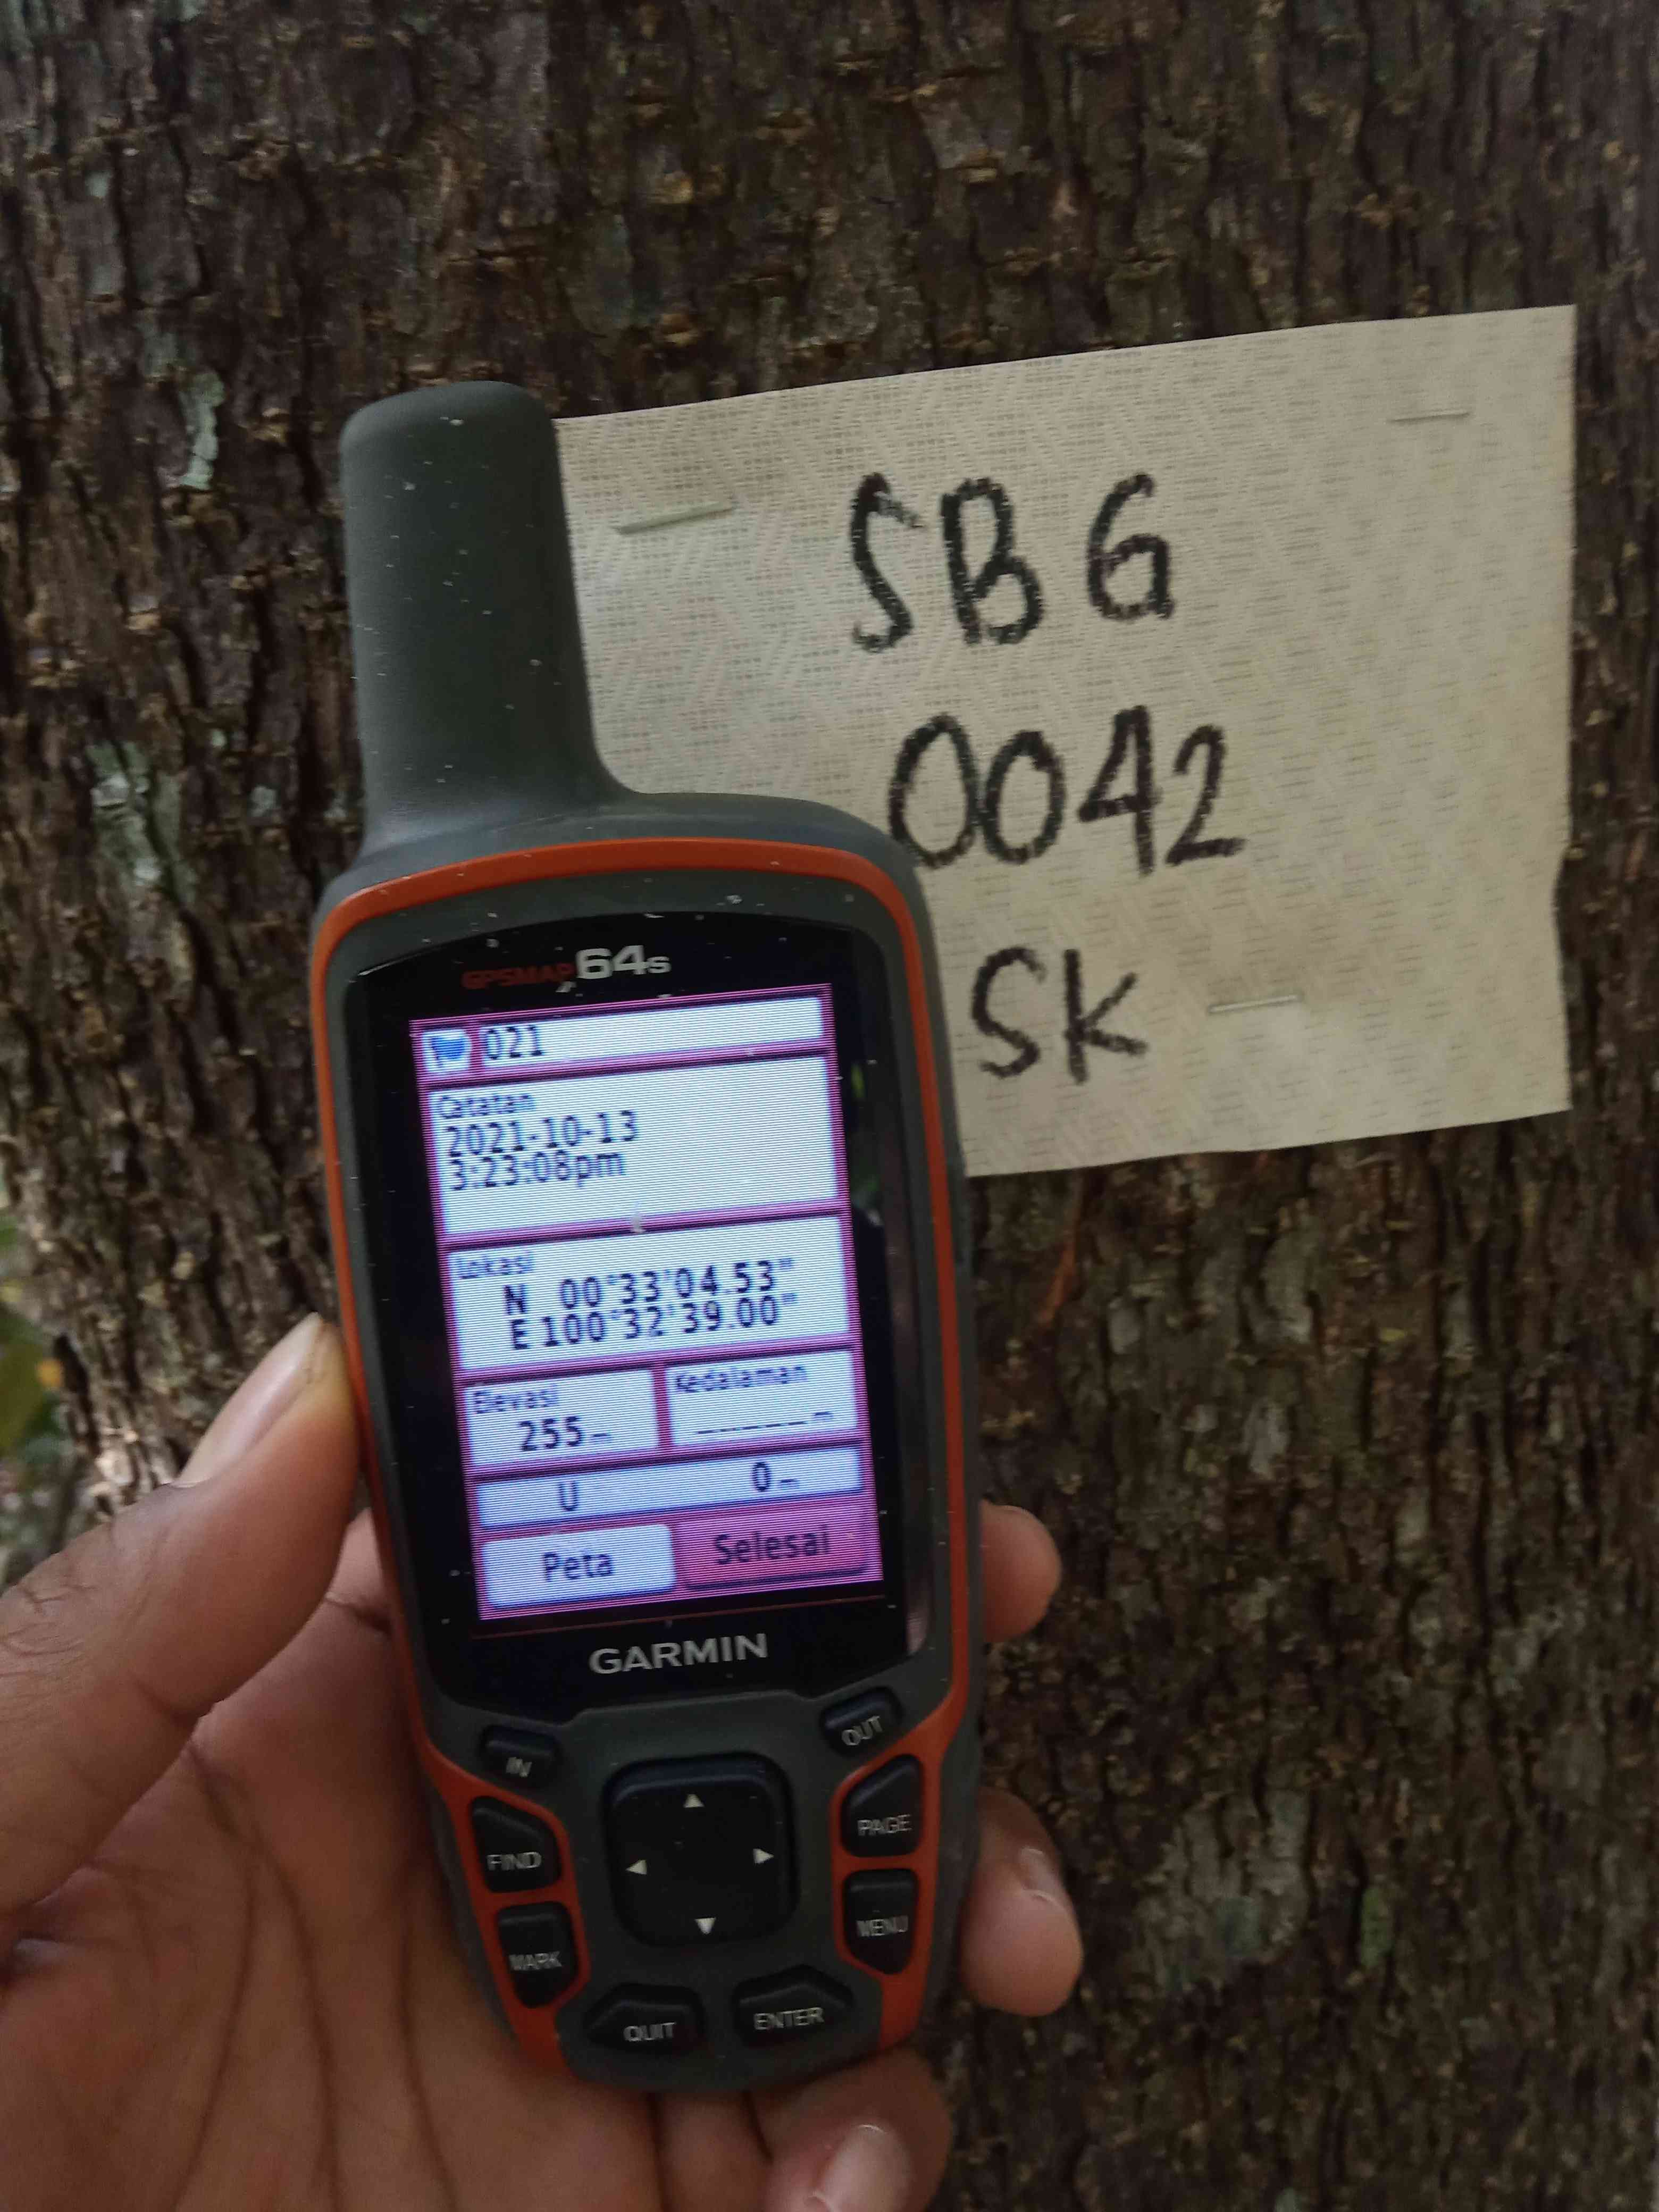 SBG
0042
SK
GPSMAP 64s
021
Catatan
2021-10-13
3:23:08pm
Lokasi
N 00°33'04.53"
E 100°32'39.00"
Elevasi
255m
Kedalaman
_____m
U 0m
Peta
Selesai
GARMIN
IN
OUT
FIND
PAGE
MARK
MENU
QUIT
ENTER